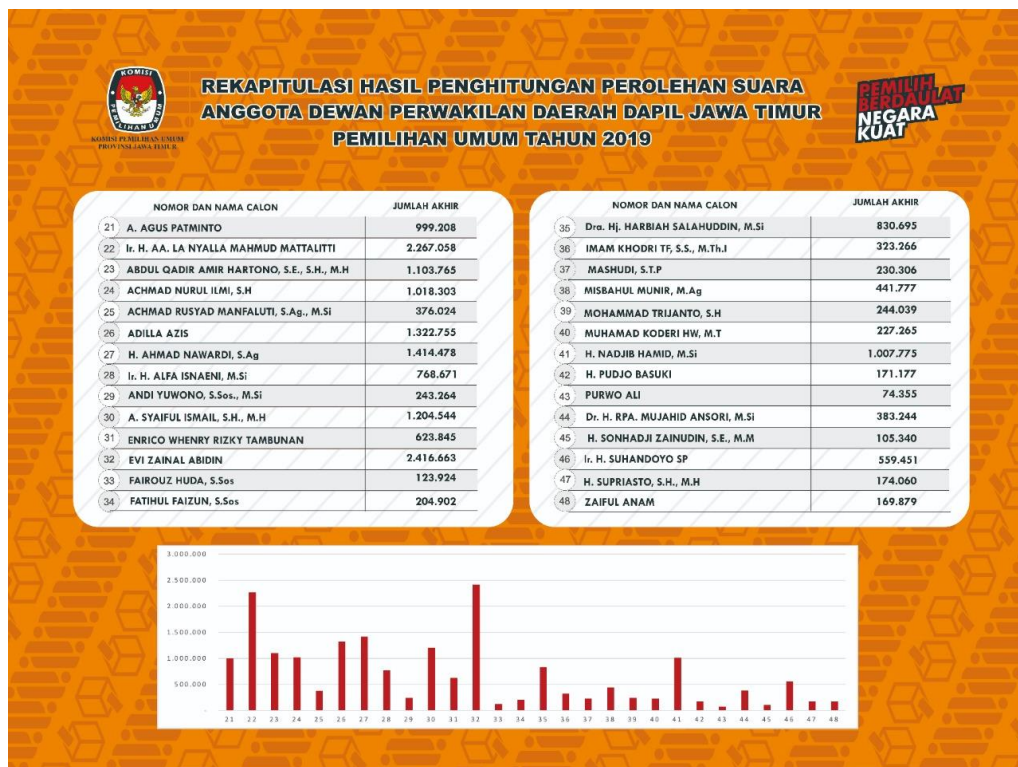 KOMISI
PEMILIHAN UMUM
KOMISI PEMILIHAN UMUM
PROVINSI JAWA TIMUR
REKAPITULASI HASIL PENGHITUNGAN PEROLEHAN SUARA
ANGGOTA DEWAN PERWAKILAN DAERAH DAPIL JAWA TIMUR
PEMILIHAN UMUM TAHUN 2019
PEMILIH
BERDAULAT
NEGARA
KUAT
NOMOR DAN NAMA CALON JUMLAH AKHIR
21 A. AGUS PATMINTO 999.208
22 Ir. H. AA. LA NYALLA MAHMUD MATTALITTI 2.267.058
23 ABDUL QADIR AMIR HARTONO, S.E., S.H., M.H 1.103.765
24 ACHMAD NURUL ILMI, S.H 1.018.303
25 ACHMAD RUSYAD MANFALUTI, S.Ag., M.Si 376.024
26 ADILLA AZIS 1.322.755
27 H. AHMAD NAWARDI, S.Ag 1.414.478
28 Ir. H. ALFA ISNAENI, M.Si 768.671
29 ANDI YUWONO, S.Sos., M.Si 243.264
30 A. SYAIFUL ISMAIL, S.H., M.H 1.204.544
31 ENRICO WHENRY RIZKY TAMBUNAN 623.845
32 EVI ZAINAL ABIDIN 2.416.663
33 FAIROUZ HUDA, S.Sos 123.924
34 FATIHUL FAIZUN, S.Sos 204.902
NOMOR DAN NAMA CALON JUMLAH AKHIR
35 Dra. Hj. HARBIAH SALAHUDDIN, M.Si 830.695
36 IMAM KHODRI TF, S.S., M.Th.I 323.266
37 MASHUDI, S.T.P 230.306
38 MISBAHUL MUNIR, M.Ag 441.777
39 MOHAMMAD TRIJANTO, S.H 244.039
40 MUHAMAD KODERI HW, M.T 227.265
41 H. NADJIB HAMID, M.Si 1.007.775
42 H. PUDJO BASUKI 171.177
43 PURWO ALI 74.355
44 Dr. H. RPA. MUJAHID ANSORI, M.Si 383.244
45 H. SONHADJI ZAINUDIN, S.E., M.M 105.340
46 Ir. H. SUHANDOYO SP 559.451
47 H. SUPRIASTO, S.H., M.H 174.060
48 ZAIFUL ANAM 169.879
3.000.000
2.500.000
2.000.000
1.500.000
1.000.000
500.000
-
21 22 23 24 25 26 27 28 29 30 31 32 33 34 35 36 37 38 39 40 41 42 43 44 45 46 47 48